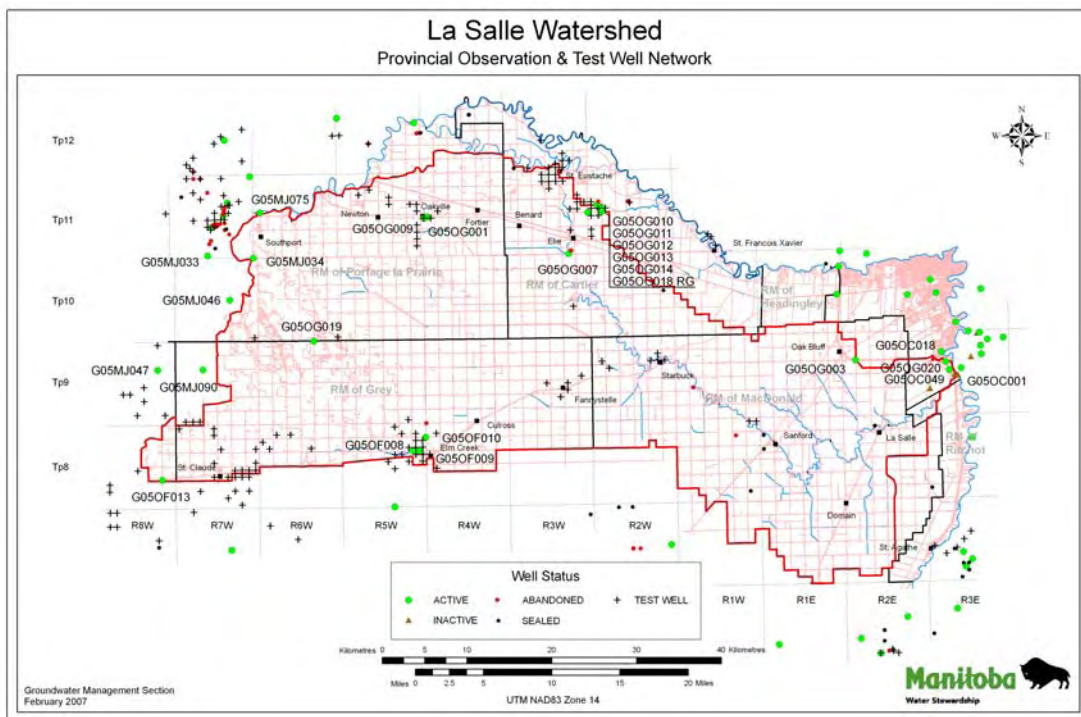 La Salle Watershed
Provincial Observation & Test Well Network
N
W E
S
Tp12
Tp11
Tp10
Tp9
Tp8
St. Eustache
G05MJ075
Newton
Oakville
Fortier
Benard
G05OG009
G05OG001
Elie
G05OG010
G05OG011
G05OG012
G05OG013
G05OG014
G05OG018 RG
St. Francois Xavier
Southport
G05MJ033
G05MJ034
RM of Portage la Prairie
G05OG007
RM of Cartier
RM of
Headingley
G05MJ046
G05OG019
Oak Bluff
G05OC018
G05OG003
G05OG020
G05OC049
G05OC001
G05MJ047
G05MJ090
RM of Grey
Starbuck
Fannystelle
RM of MacDonald
Culross
Sanford
La Salle
RM of
Ritchot
G05OF008
G05OF010
Elm Creek
G05OF009
St. Claude
G05OF013
Domain
St. Agathe
R8W R7W R6W R5W R4W R3W R2W
R1W R1E R2E R3E
Well Status
ACTIVE ABANDONED TEST WELL
INACTIVE SEALED
Kilometres 0 5 10 20 30 40 Kilometres
Miles 0 2.5 5 10 15 20 Miles
UTM NAD83 Zone 14
Groundwater Management Section
February 2007
Manitoba
Water Stewardship